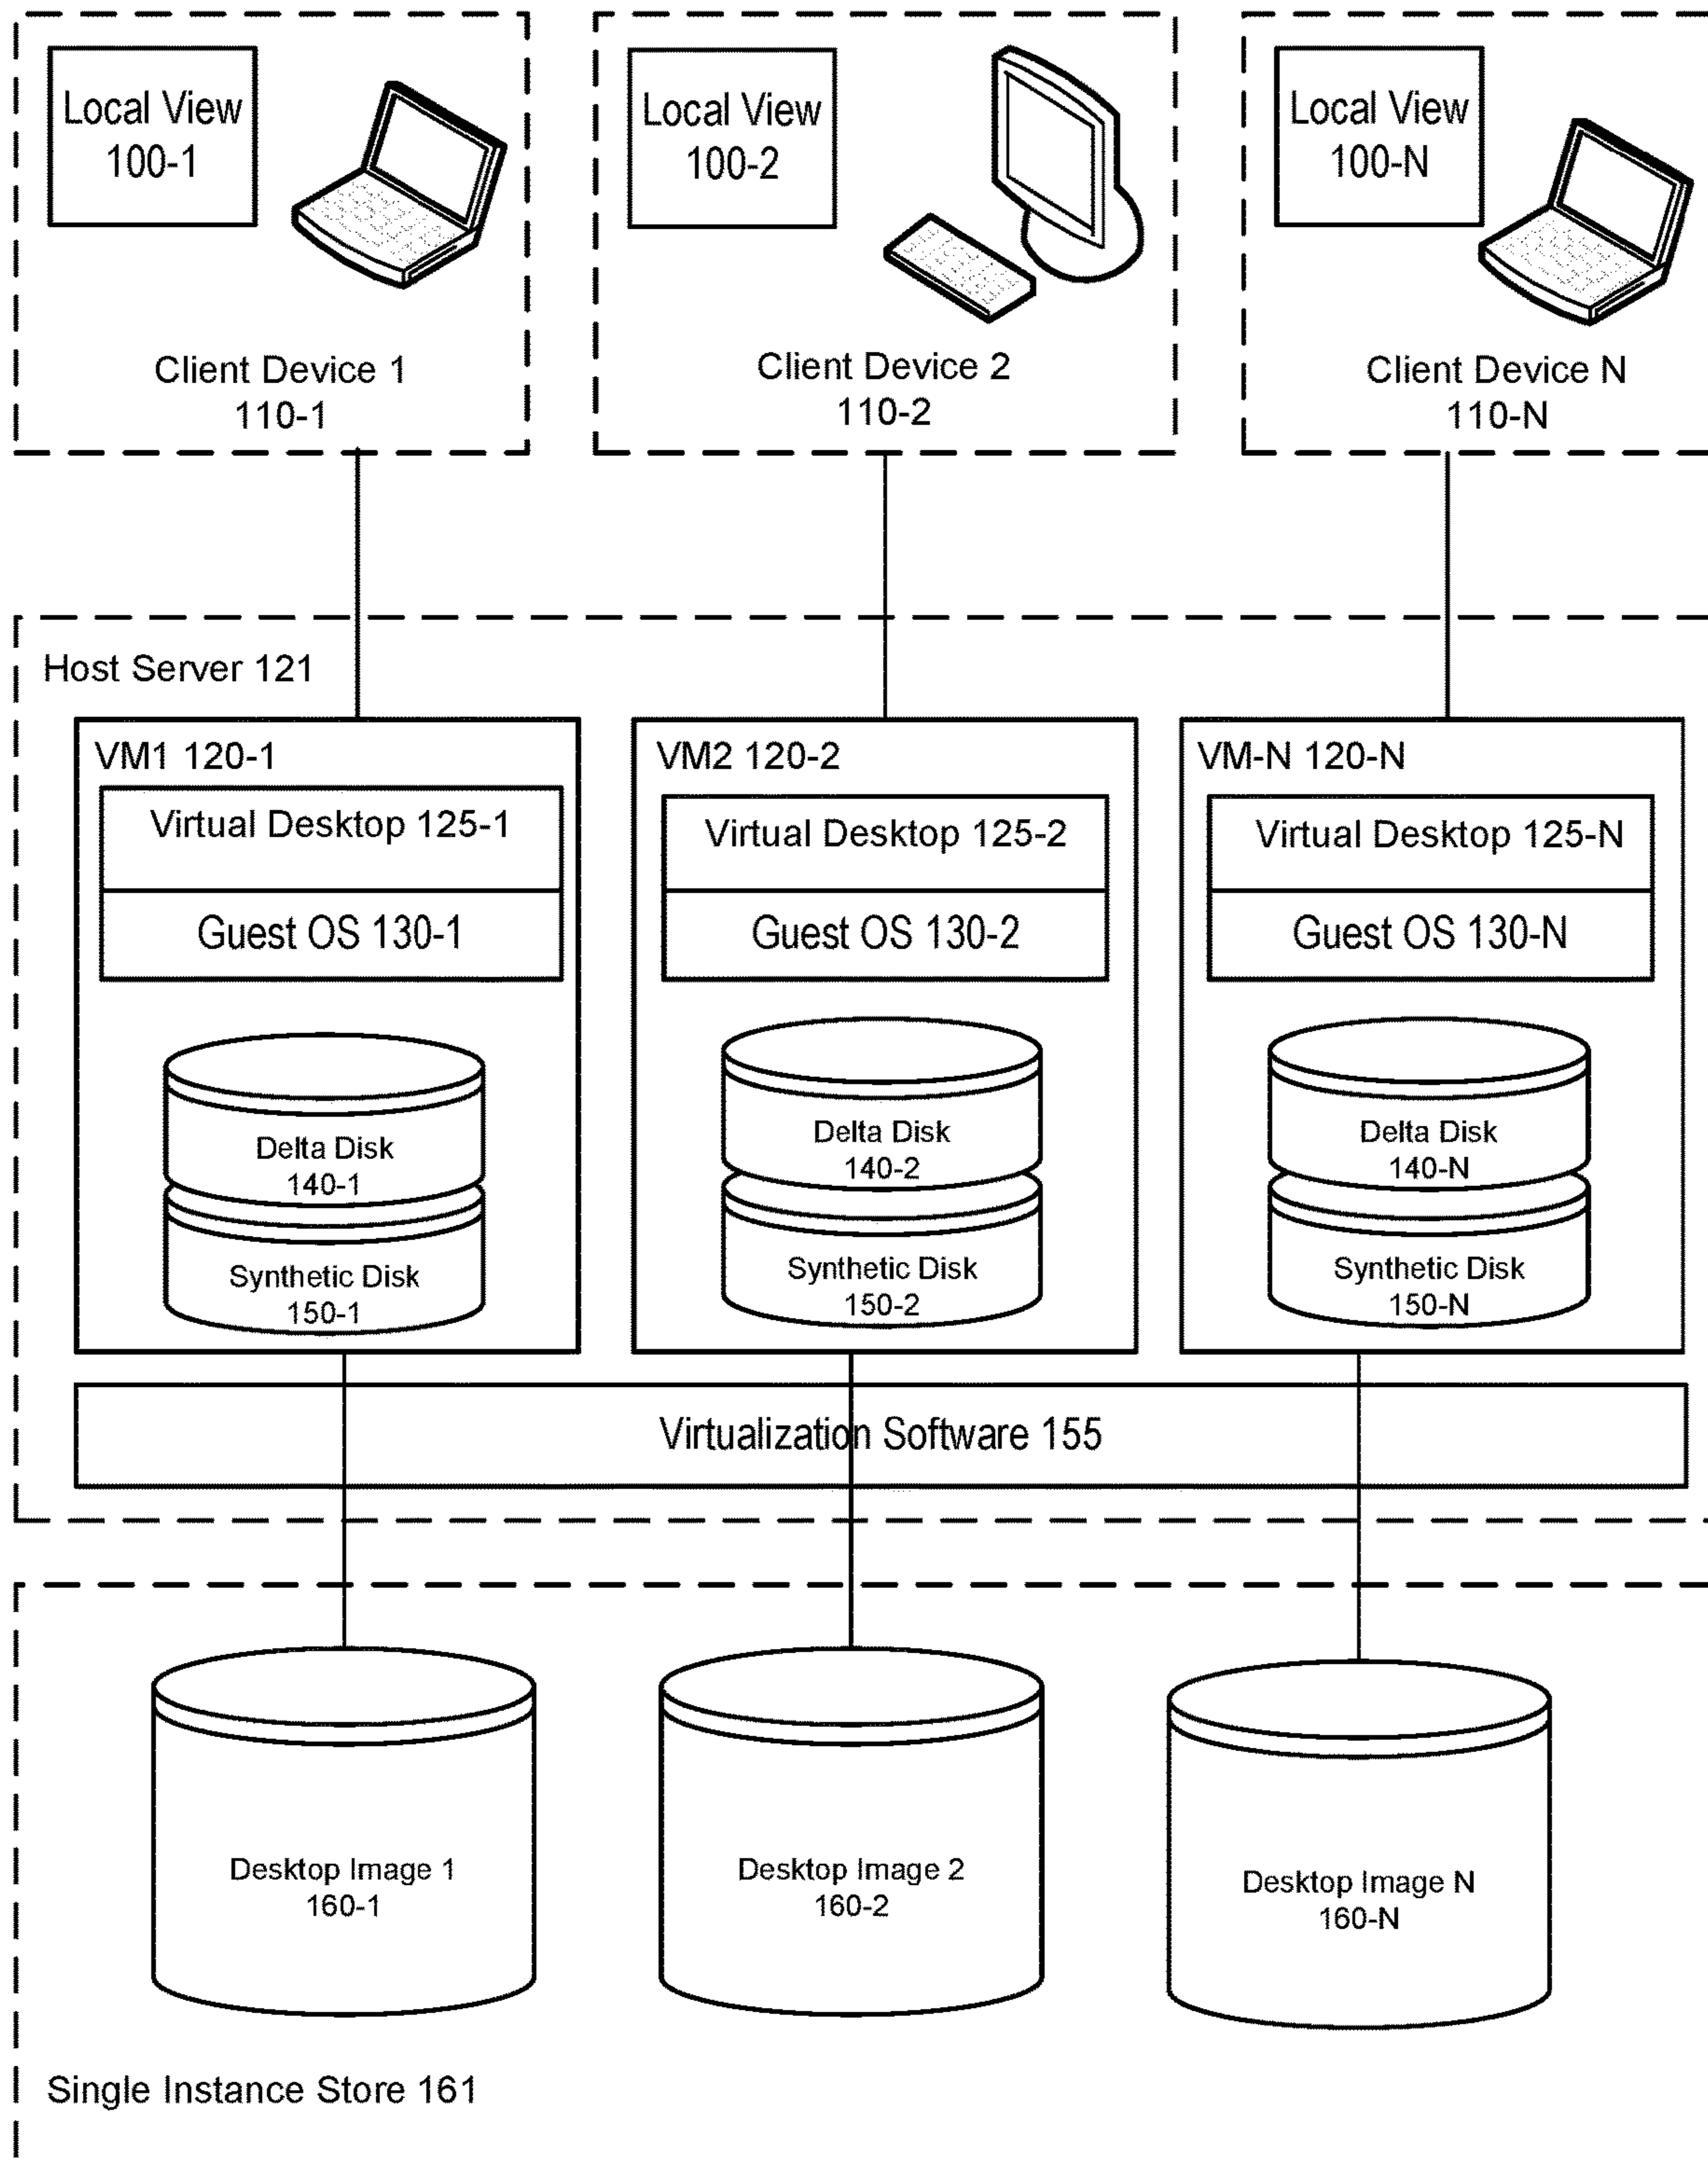 Local View
100-1
Client Device 1
110-1
Local View
100-2
Client Device 2
110-2
Local View
100-N
Client Device N
110-N
Host Server 121
VM1 120-1
Virtual Desktop 125-1
Guest OS 130-1
Delta Disk
140-1
Synthetic Disk
150-1
VM2 120-2
Virtual Desktop 125-2
Guest OS 130-2
Delta Disk
140-2
Synthetic Disk
150-2
VM-N 120-N
Virtual Desktop 125-N
Guest OS 130-N
Delta Disk
140-N
Synthetic Disk
150-N
Virtualization Software 155
Desktop Image 1
160-1
Desktop Image 2
160-2
Desktop Image N
160-N
Single Instance Store 161